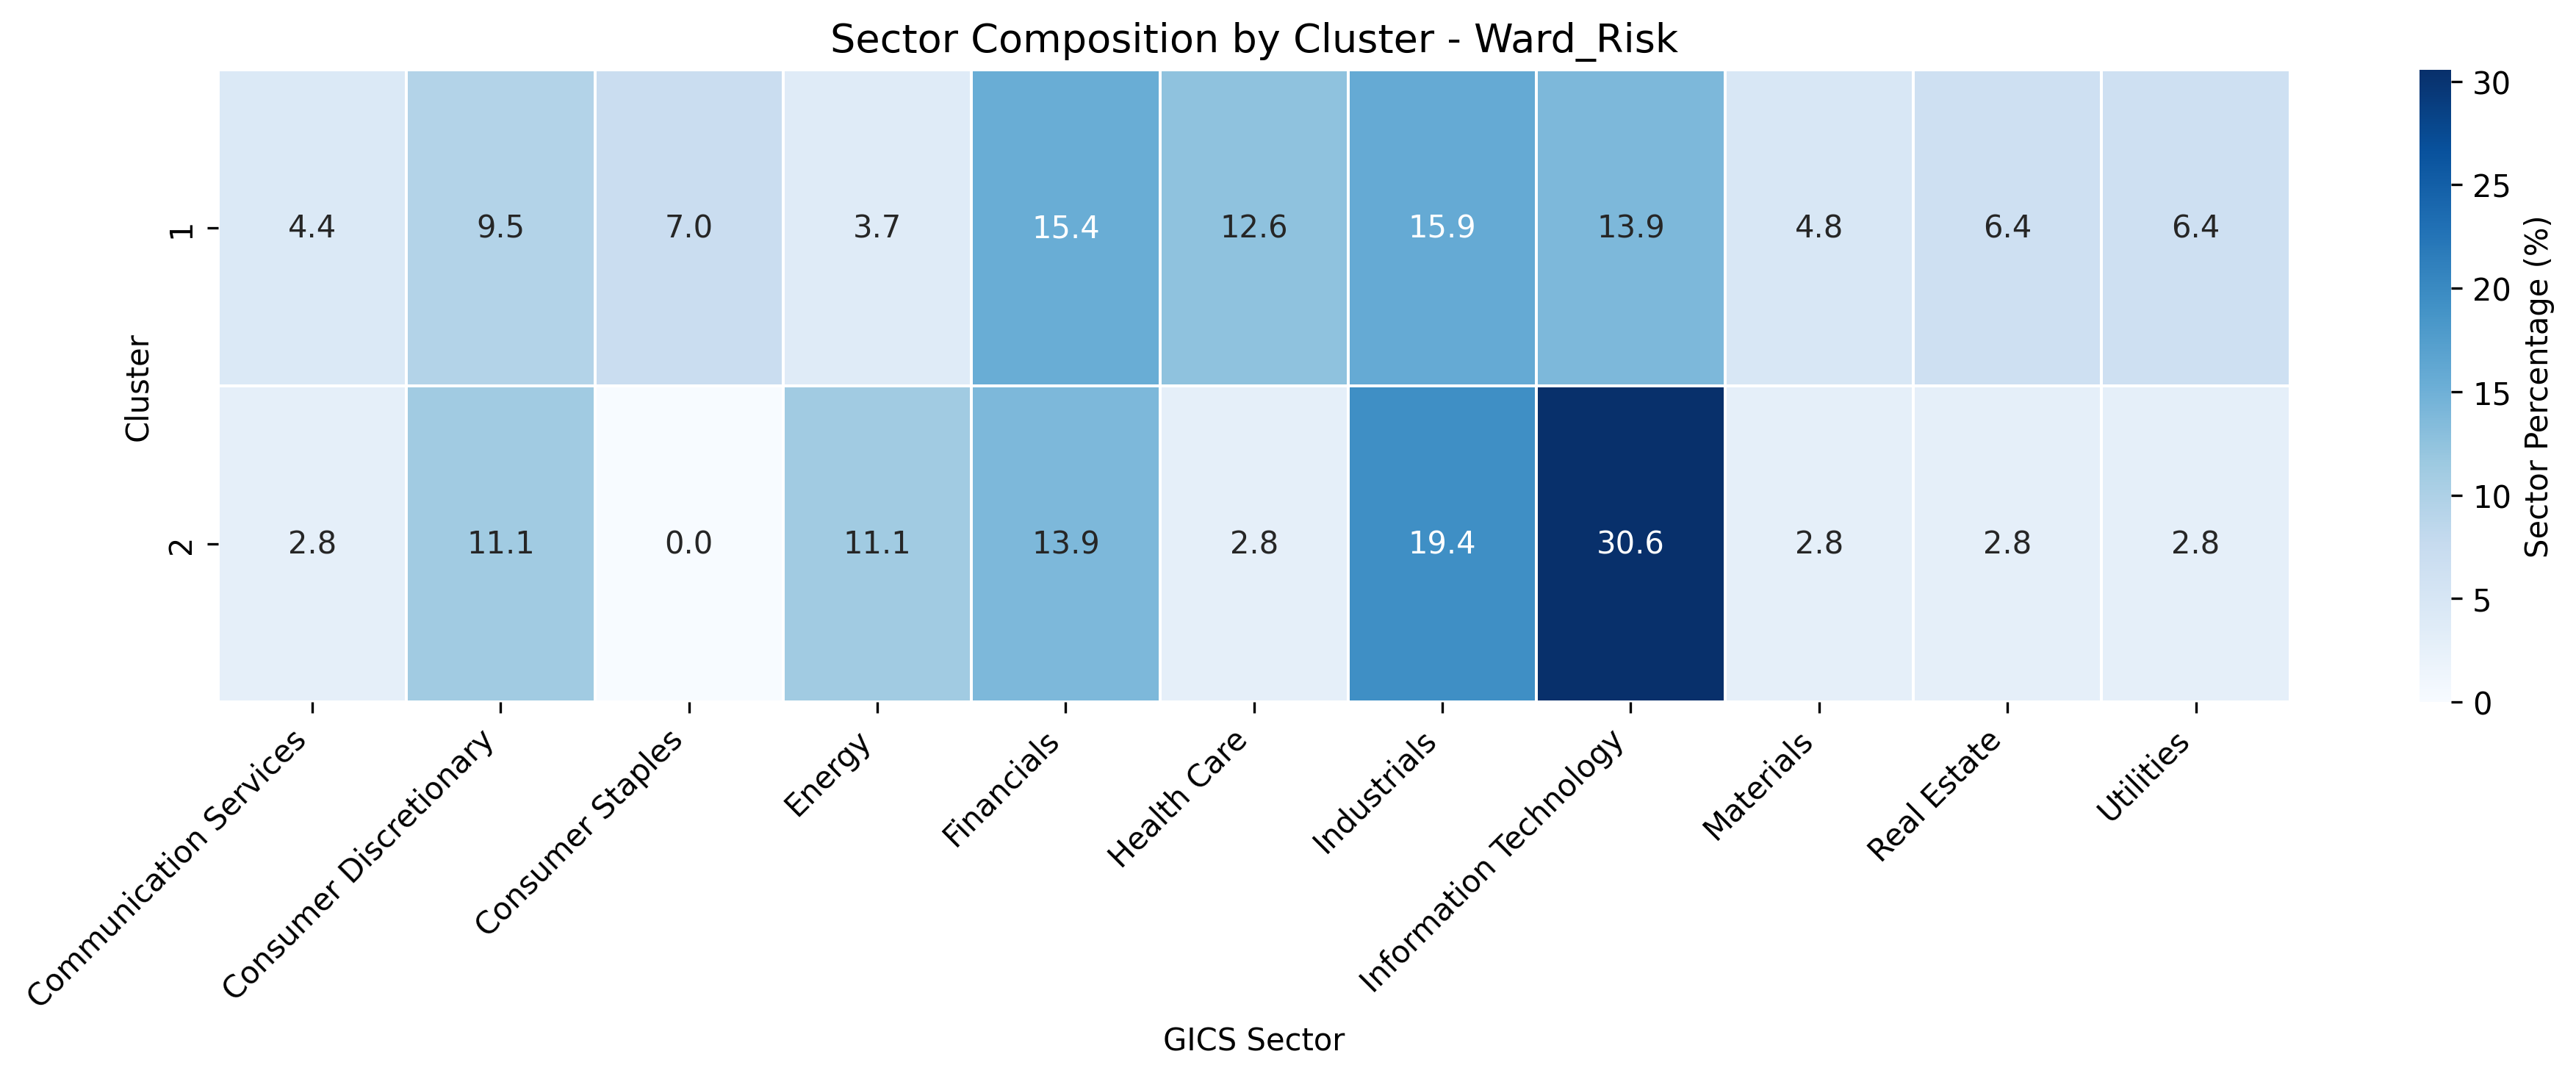 Sector Composition by Cluster - Ward_Risk
Cluster
1
4.4 9.5 7.0 3.7 15.4 12.6 15.9 13.9 4.8 6.4 6.4
2
2.8 11.1 0.0 11.1 13.9 2.8 19.4 30.6 2.8 2.8 2.8
Communication Services
Consumer Discretionary
Consumer Staples
Energy
Financials
Health Care
Industrials
Information Technology
Materials
Real Estate
Utilities
GICS Sector
30
25
20
15
10
5
0
Sector Percentage (%)